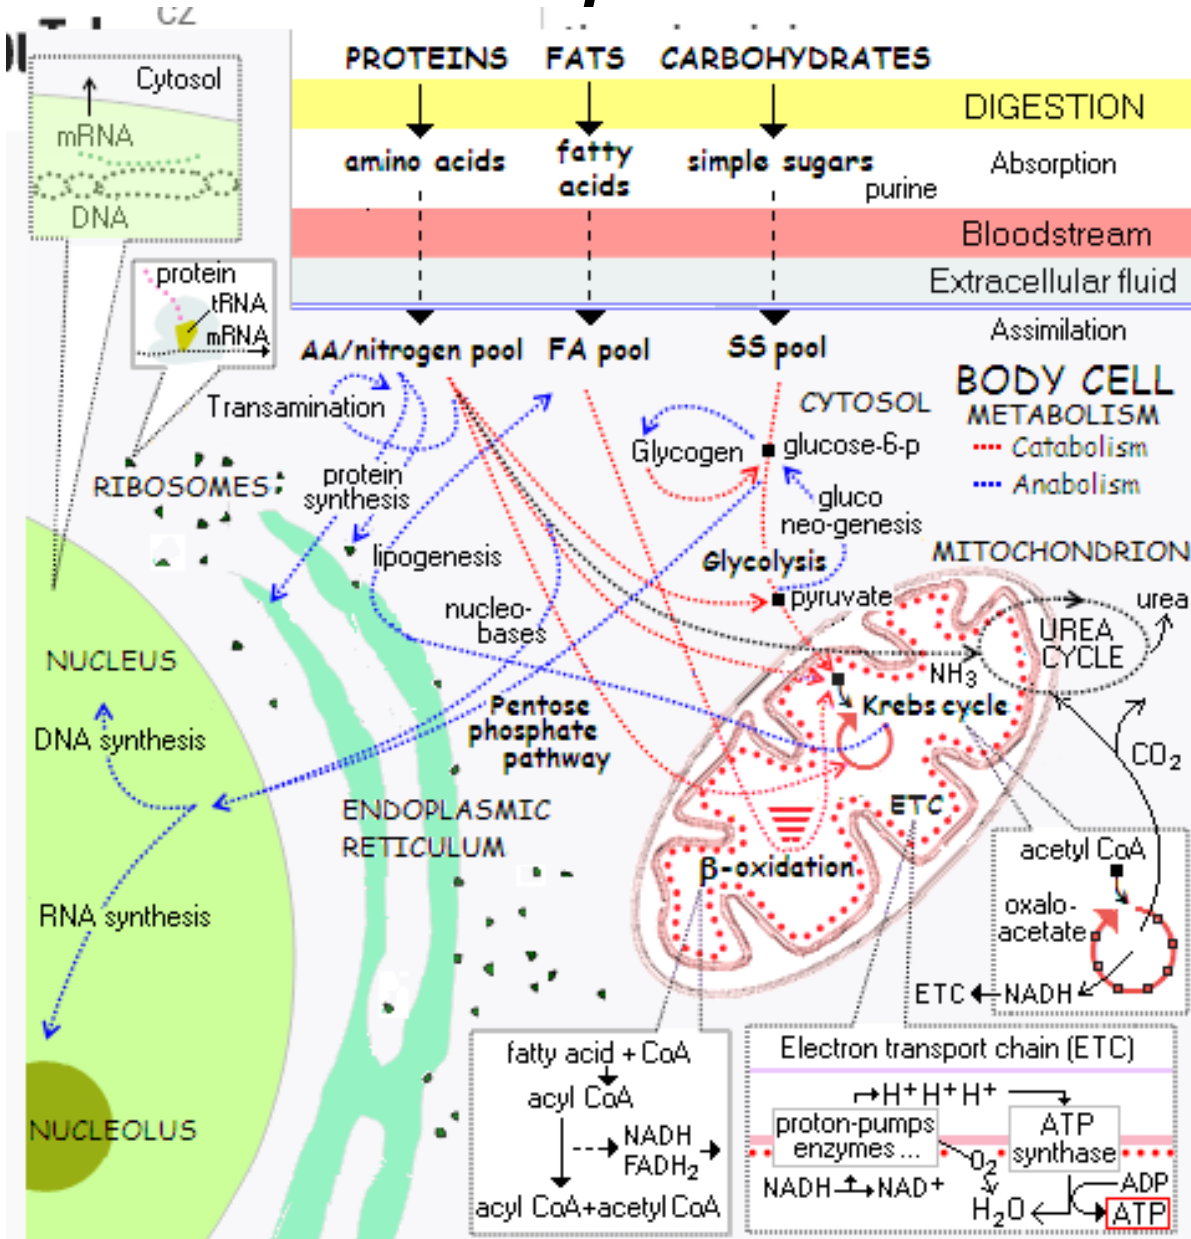 CZ
PROTEINS FATS CARBOHYDRATES
DIGESTION
amino acids
fatty
acids
simple sugars
Absorption
purine
Bloodstream
Extracellular fluid
Assimilation
AA/nitrogen pool FA pool SS pool
Cytosol
mRNA
DNA
protein
tRNA
mRNA
BODY CELL
METABOLISM
Catabolism
Anabolism
CYTOSOL
Transamination
Glycogen
glucose-6-p
RIBOSOMES
protein
synthesis
gluco
neo-genesis
lipogenesis
Glycolysis
MITOCHONDRION
nucleo-
bases
pyruvate
urea
UREA
CYCLE
NH3
NUCLEUS
DNA synthesis
Pentose
phosphate
pathway
Krebs cycle
CO2
ENDOPLASMIC
RETICULUM
ETC
β-oxidation
RNA synthesis
acetyl CoA
oxalo-
acetate
ETC NADH
NUCLEOLUS
fatty acid + CoA
acyl CoA
NADH
FADH2
acyl CoA+acetyl CoA
Electron transport chain (ETC)
H+ H+ H+
proton-pumps
enzymes ...
ATP
synthase
O2
NADH NAD+
H2O
ADP
ATP